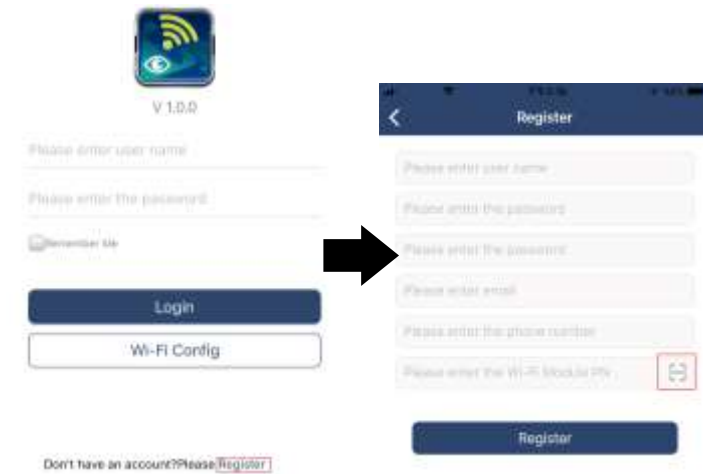 V 1.0.0
Please enter user name
Please enter the password
Remember Me
Login
Wi-Fi Config
Don't have an account?Please Register
Register
Please enter user name
Please enter the password
Please enter the password
Please enter email
Please enter the phone number
Please enter the Wi-Fi Module PN
Register